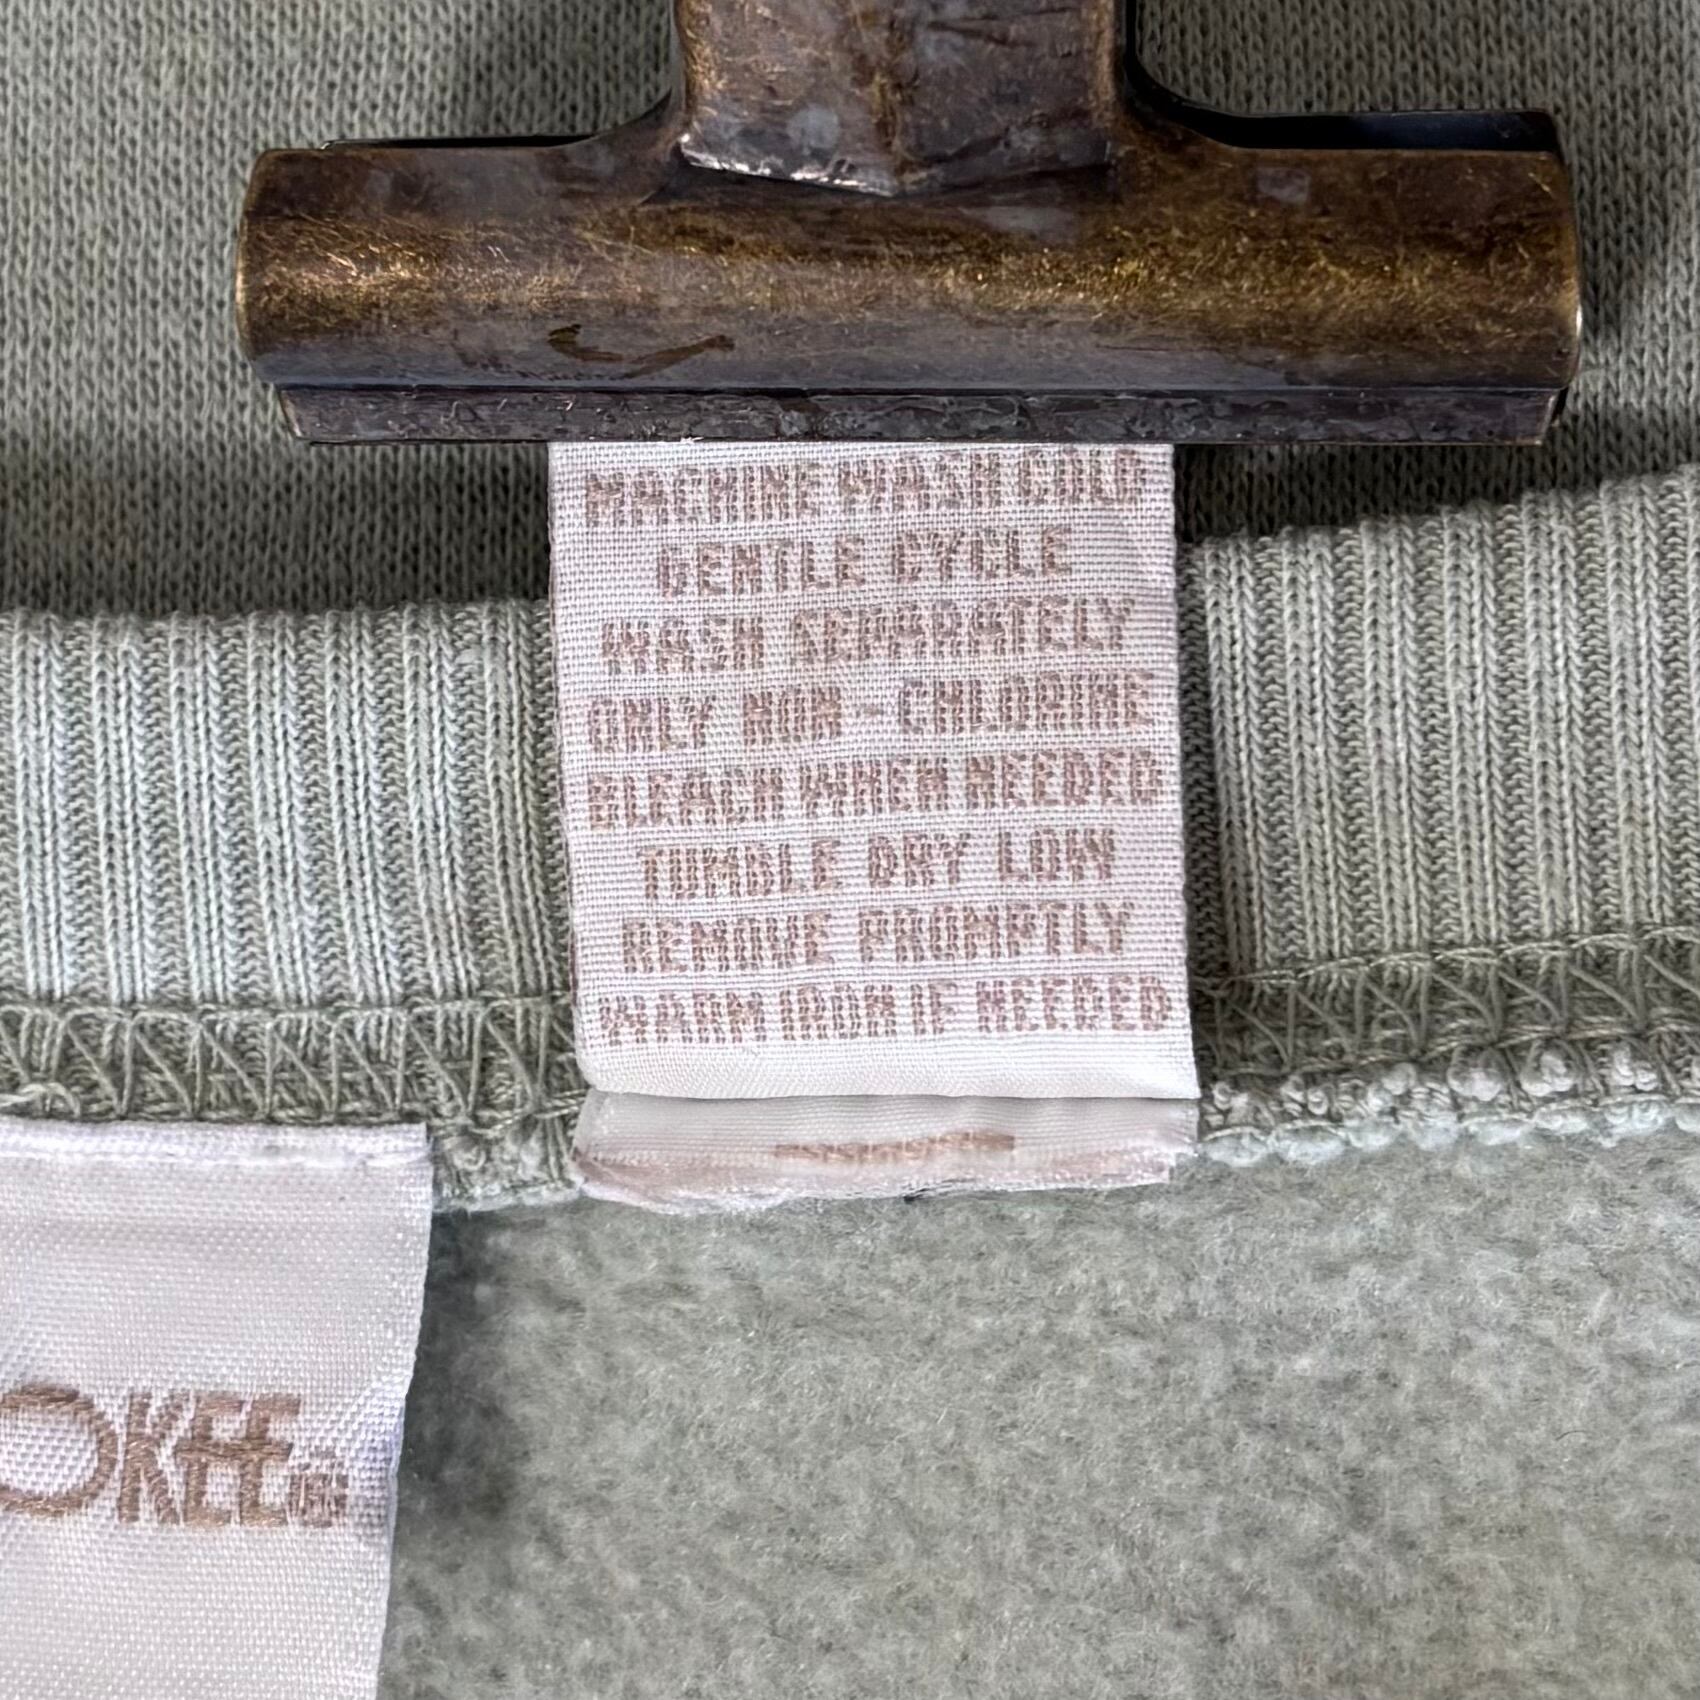 MACHINE WASH COLD
GENTLE CYCLE
WASH SEPARATELY
ONLY NON - CHLORINE
BLEACH WHEN NEEDED
TUMBLE DRY LOW
REMOVE PROMPTLY
WARM IRON IF NEEDED
OKEE